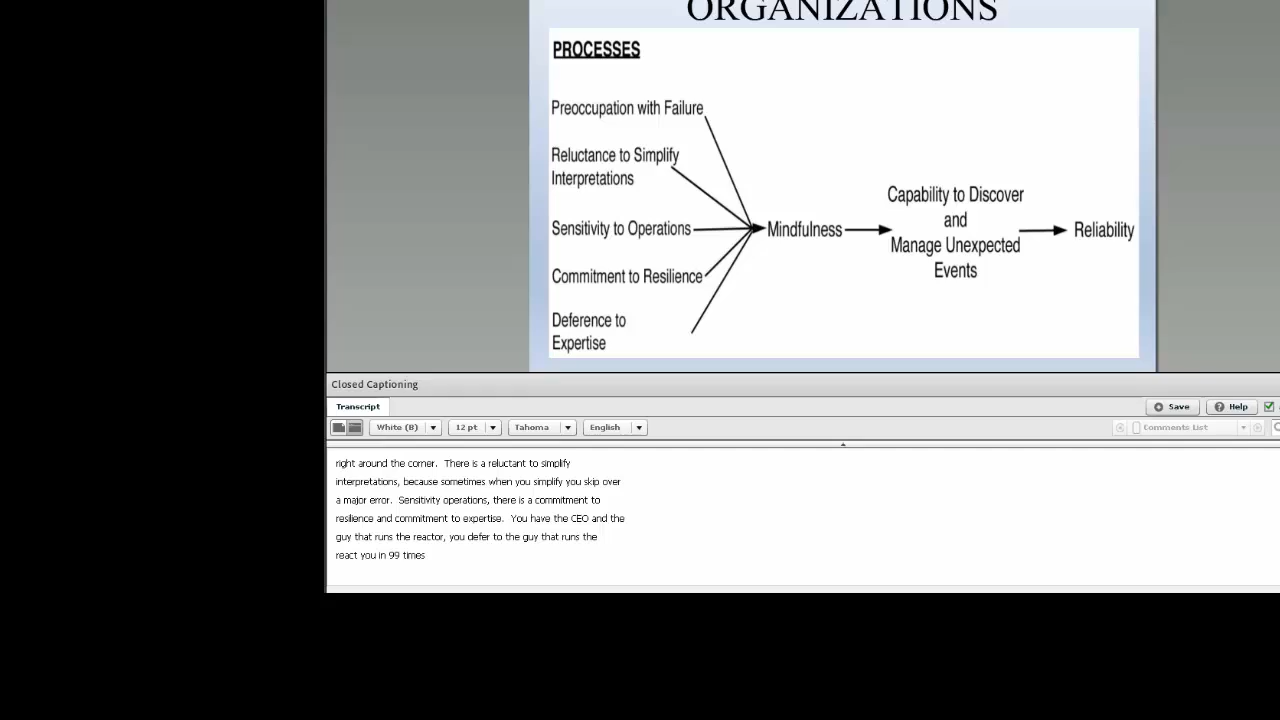 ORGANIZATIONS
PROCESSES
Preoccupation with Failure
Reluctance to Simplify
Interpretations
Sensitivity to Operations
Commitment to Resilience
Deference to
Expertise
Mindfulness
Capability to Discover
and
Manage Unexpected
Events
Reliability
Closed Captioning
Transcript
Save
Help
White (8)
12 pt
Tahoma
English
Comments List
right around the corner. There is a reluctant to simplify
interpretations, because sometimes when you simplify you skip over
a major error. Sensitivity operations, there is a commitment to
resilience and commitment to expertise. You have the CEO and the
guy that runs the reactor, you defer to the guy that runs the
react you in 99 times